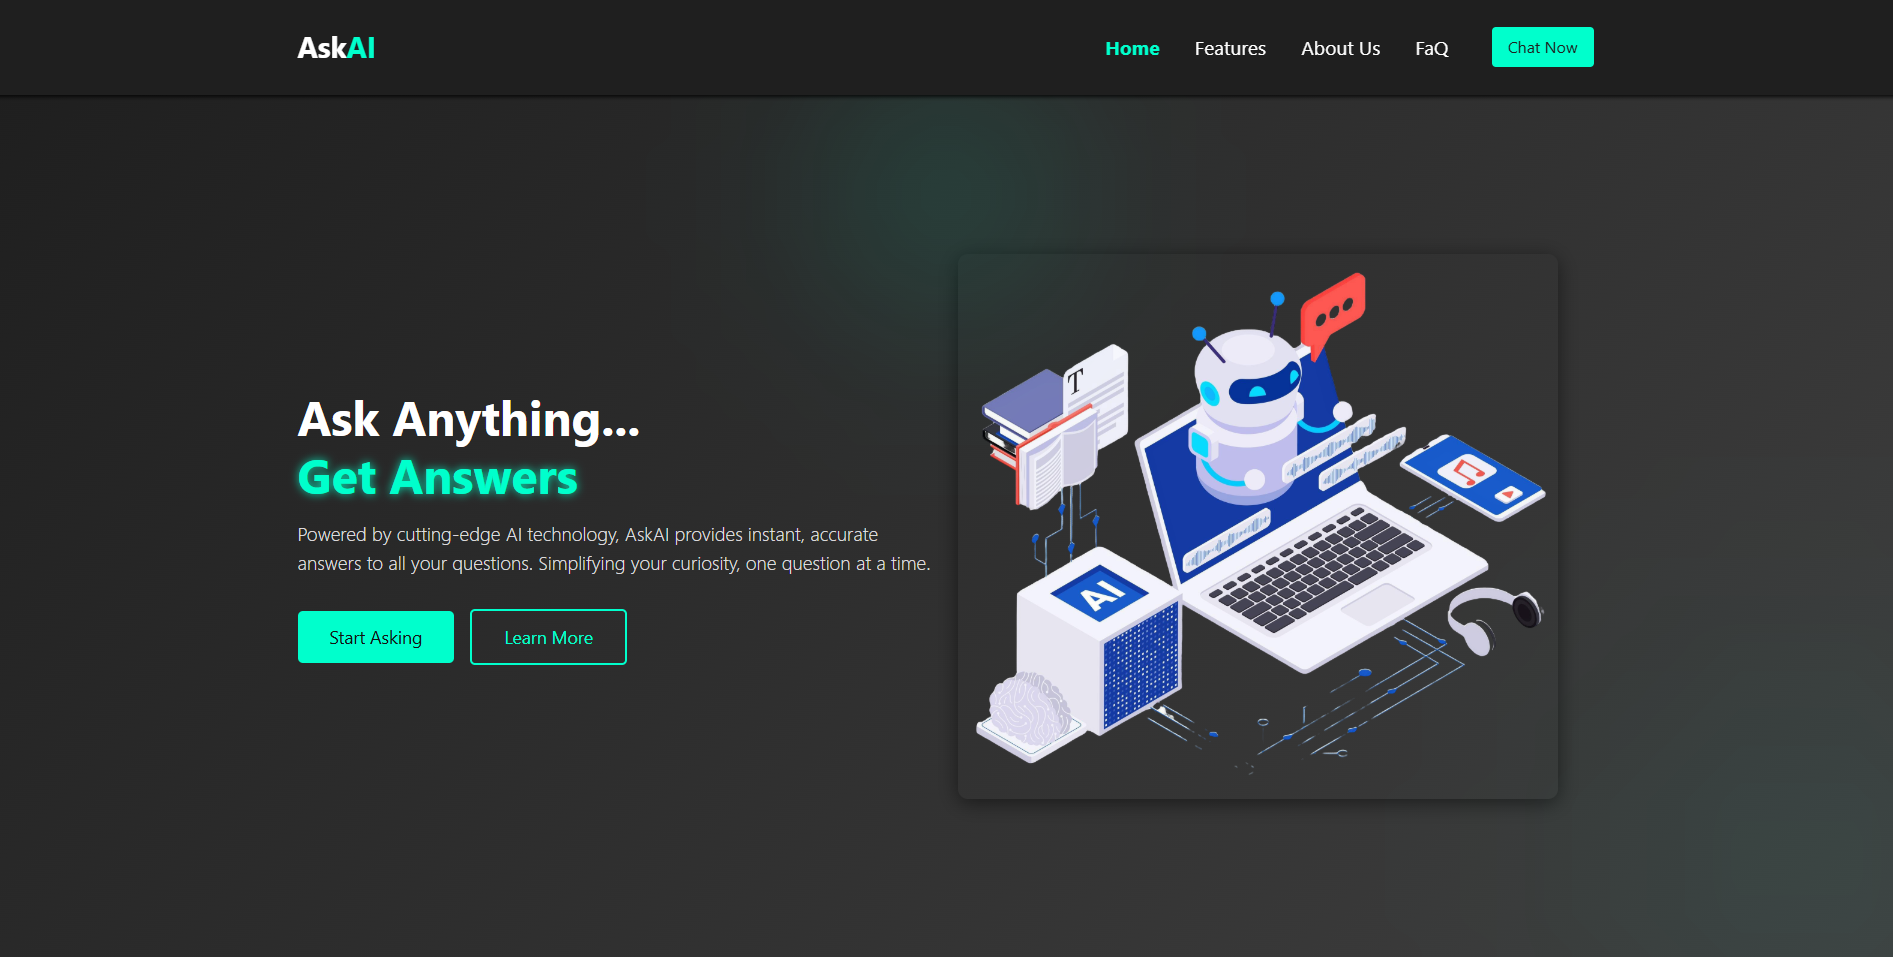 AskAI
Home Features About Us FaQ Chat Now
Ask Anything...
Get Answers
Powered by cutting-edge AI technology, AskAI provides instant, accurate
answers to all your questions. Simplifying your curiosity, one question at a time.
Start Asking Learn More
T
AI